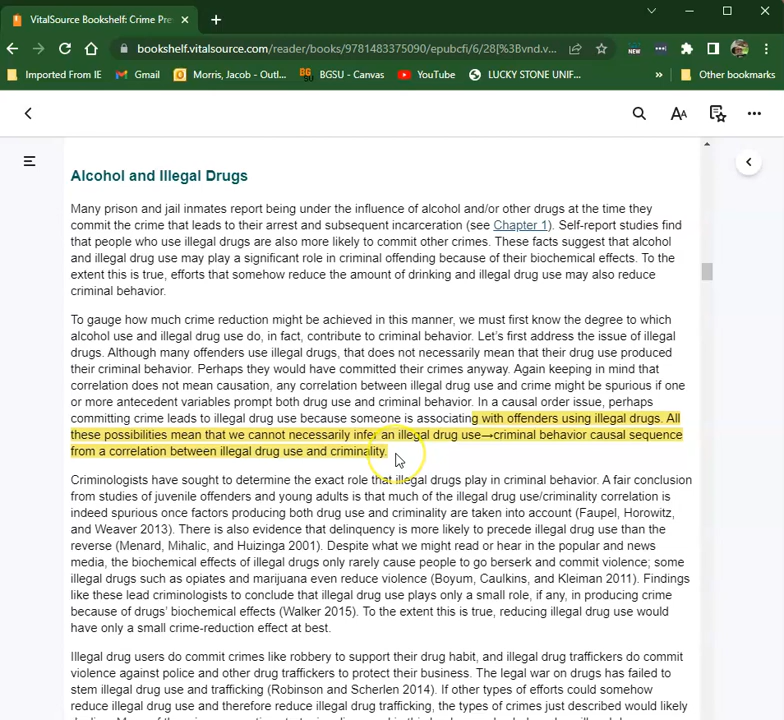 VitalSource Bookshelf: Crime Pre
bookshelf.vitalsource.com/reader/books/9781483375090/epubcfi/6/28[%3Bvnd.v...
NEW
Imported From IE
Gmail
Morris, Jacob - Outl...
BGSU - Canvas
YouTube
LUCKY STONE UNIF...
»
Other bookmarks
AA
Alcohol and Illegal Drugs
Many prison and jail inmates report being under the influence of alcohol and/or other drugs at the time they
commit the crime that leads to their arrest and subsequent incarceration (see Chapter 1). Self-report studies find
that people who use illegal drugs are also more likely to commit other crimes. These facts suggest that alcohol
and illegal drug use may play a significant role in criminal offending because of their biochemical effects. To the
extent this is true, efforts that somehow reduce the amount of drinking and illegal drug use may also reduce
criminal behavior.
To gauge how much crime reduction might be achieved in this manner, we must first know the degree to which
alcohol use and illegal drug use do, in fact, contribute to criminal behavior. Let's first address the issue of illegal
drugs. Although many offenders use illegal drugs, that does not necessarily mean that their drug use produced
their criminal behavior. Perhaps they would have committed their crimes anyway. Again keeping in mind that
correlation does not mean causation, any correlation between illegal drug use and crime might be spurious if one
or more antecedent variables prompt both drug use and criminal behavior. In a causal order issue, perhaps
committing crime leads to illegal drug use because someone is associating with offenders using illegal drugs. All
these possibilities mean that we cannot necessarily infer an illegal drug use→criminal behavior causal sequence
from a correlation between illegal drug use and criminality.
Criminologists have sought to determine the exact role that illegal drugs play in criminal behavior. A fair conclusion
from studies of juvenile offenders and young adults is that much of the illegal drug use/criminality correlation is
indeed spurious once factors producing both drug use and criminality are taken into account (Faupel, Horowitz,
and Weaver 2013). There is also evidence that delinquency is more likely to precede illegal drug use than the
reverse (Menard, Mihalic, and Huizinga 2001). Despite what we might read or hear in the popular and news
media, the biochemical effects of illegal drugs only rarely cause people to go berserk and commit violence; some
illegal drugs such as opiates and marijuana even reduce violence (Boyum, Caulkins, and Kleiman 2011). Findings
like these lead criminologists to conclude that illegal drug use plays only a small role, if any, in producing crime
because of drugs' biochemical effects (Walker 2015). To the extent this is true, reducing illegal drug use would
have only a small crime-reduction effect at best.
Illegal drug users do commit crimes like robbery to support their drug habit, and illegal drug traffickers do commit
violence against police and other drug traffickers to protect their business. The legal war on drugs has failed to
stem illegal drug use and trafficking (Robinson and Scherlen 2014). If other types of efforts could somehow
reduce illegal drug use and therefore reduce illegal drug trafficking, the types of crimes just described would likely